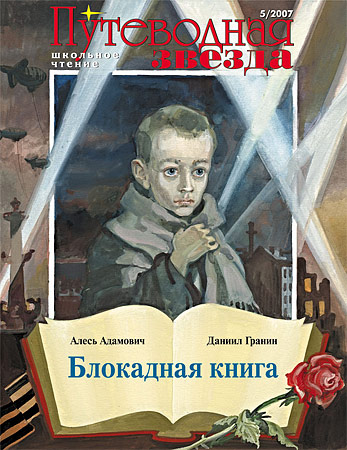 Путеводная
5/2007
школьное
чтение
звезда
Алесь Адамович
Даниил Гранин
Блокадная книга